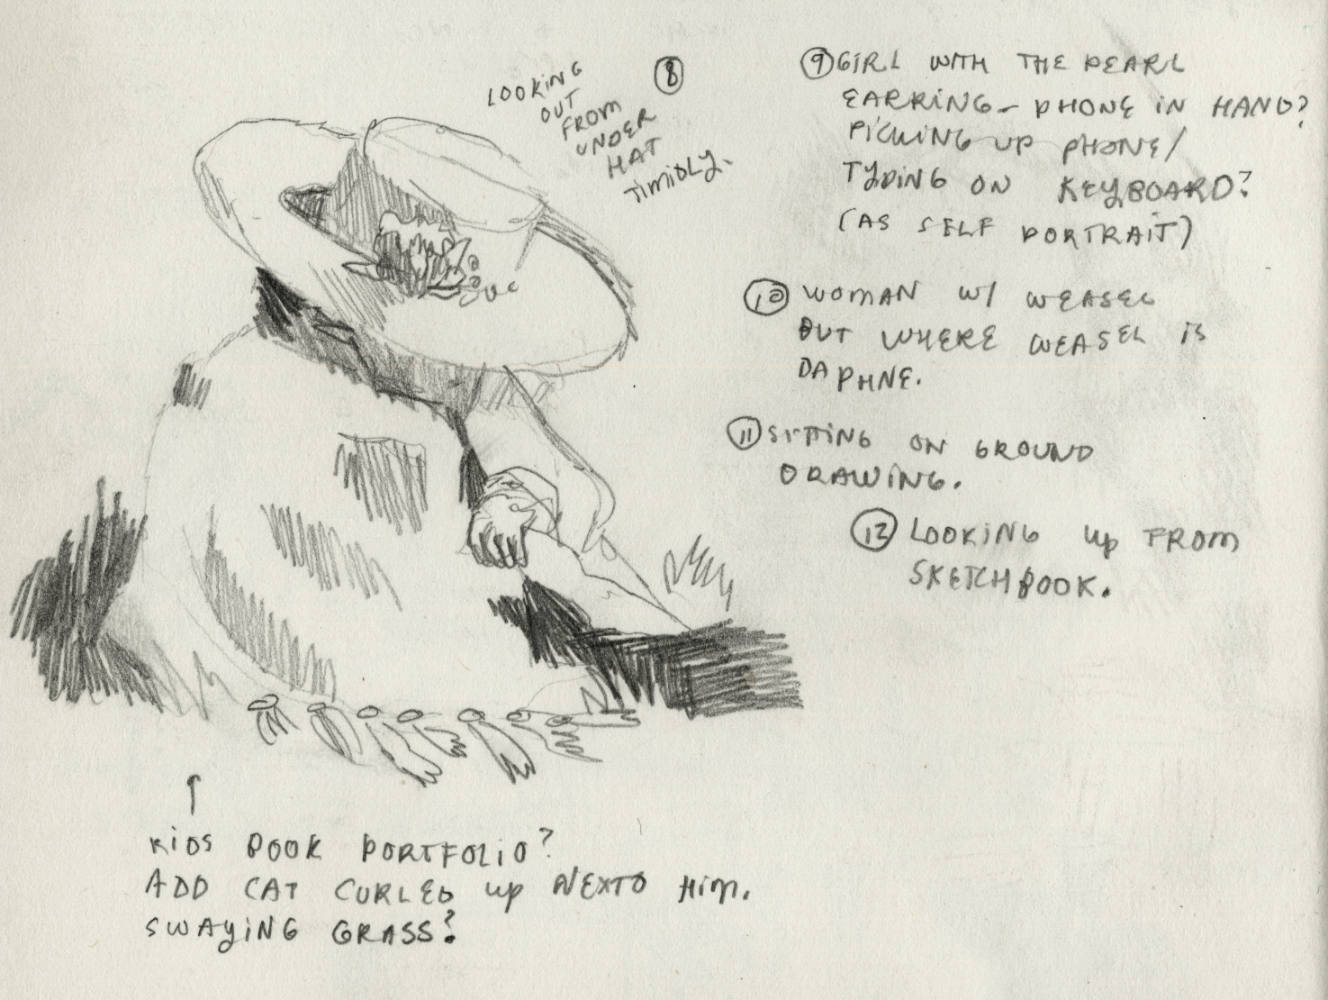 ⑧
LOOKING
OUT
FROM
UNDER
HAT
TIMIDLY.
⑨ GIRL WITH THE PEARL
EARRING - PHONE IN HAND?
PICKING UP PHONE/
TYPING ON KEYBOARD?
(AS SELF PORTRAIT)
⑩ WOMAN W/ WEASEL
BUT WHERE WEASEL IS
DAPHNE.
⑪ SITTING ON GROUND
DRAWING.
⑫ LOOKING UP FROM
SKETCHBOOK.
KIDS BOOK PORTFOLIO?
ADD CAT CURLED UP NEXTO HIM.
SWAYING GRASS?